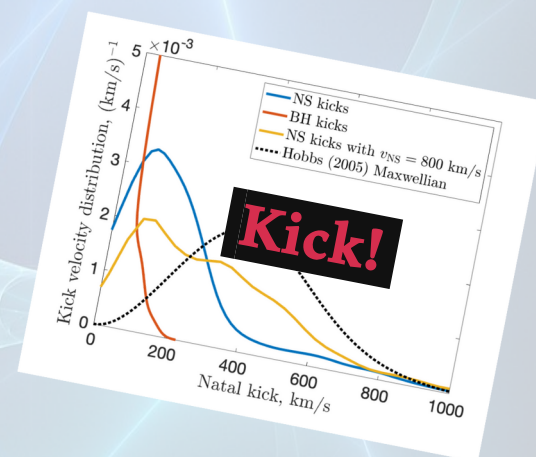 5 ×10⁻³
4
3
2
1
0
Kick velocity distribution, (km/s)⁻¹
NS kicks
BH kicks
NS kicks with v_NS = 800 km/s
Hobbs (2005) Maxwellian
Kick!
0
200
400
600
800
1000
Natal kick, km/s